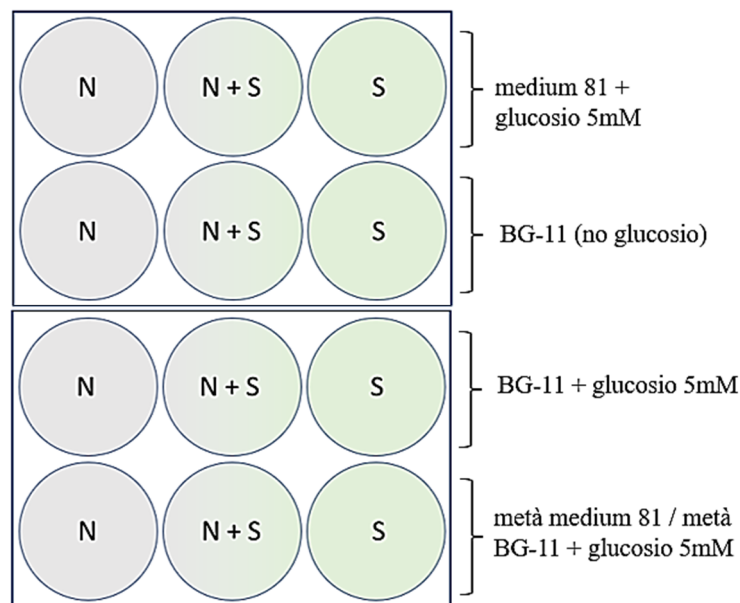 N
N + S
S
medium 81 +
glucosio 5mM
N
N + S
S
BG-11 (no glucosio)
N
N + S
S
BG-11 + glucosio 5mM
N
N + S
S
metà medium 81 / metà
BG-11 + glucosio 5mM